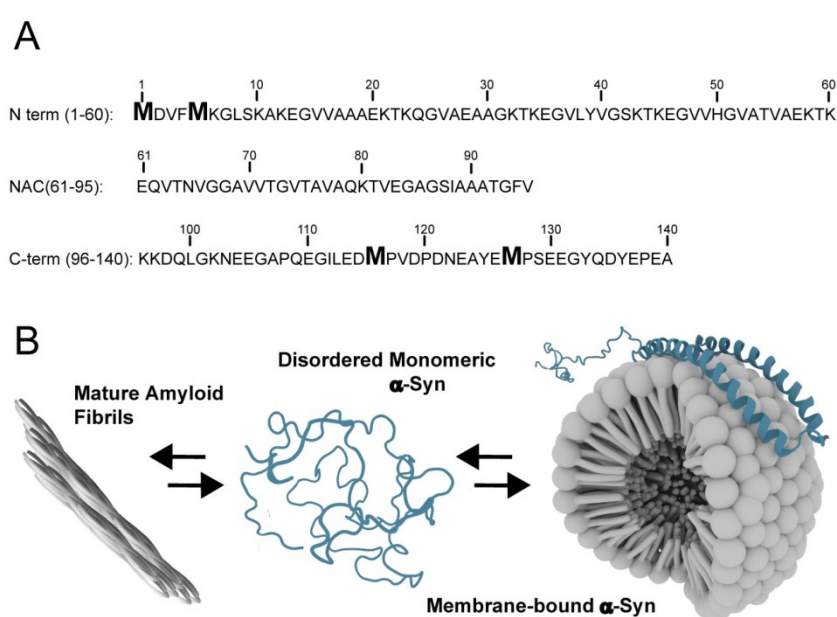 A
1 10 20 30 40 50 60
N term (1-60): MDVFMKGLSKAKEGVVAAAEKTKQGVAEAAGKTKEGVLYVGSKTKEGVVHGVATVAEKTK
61 70 80 90
NAC(61-95): EQVTNVGGAVVTGVTAVAQKTVEGAGSIAAATGFV
100 110 120 130 140
C-term (96-140): KKDQLGKNEEGAPQEGILEDMPVDPDNEAYEMPSEEGYQDYEPEA
B
Disordered Monomeric
α-Syn
Mature Amyloid
Fibrils
Membrane-bound α-Syn